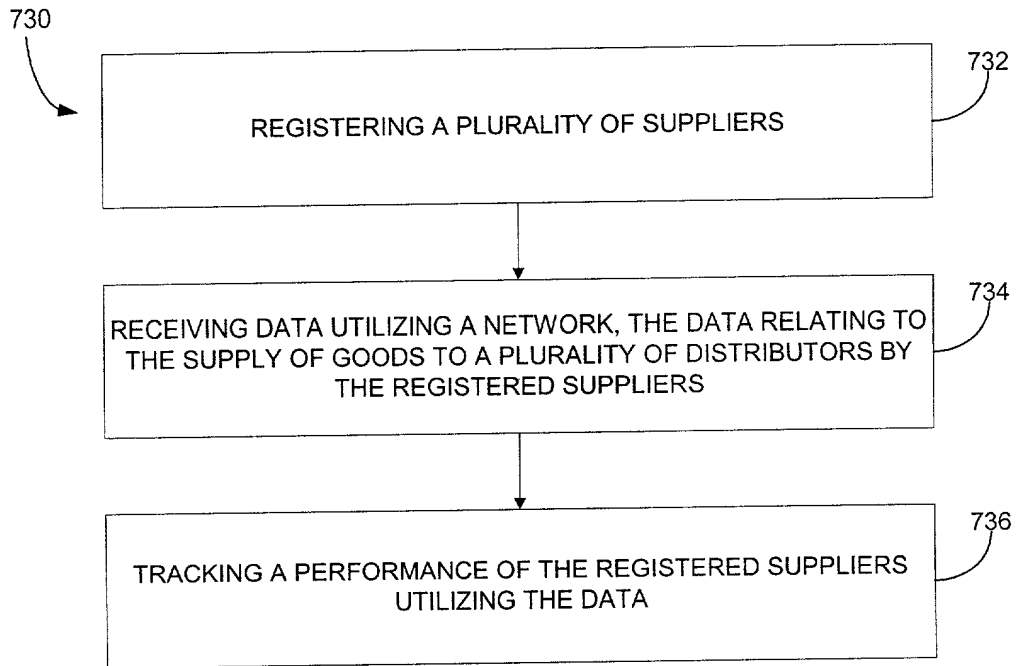 730
732
REGISTERING A PLURALITY OF SUPPLIERS
734
RECEIVING DATA UTILIZING A NETWORK, THE DATA RELATING TO
THE SUPPLY OF GOODS TO A PLURALITY OF DISTRIBUTORS BY
THE REGISTERED SUPPLIERS
736
TRACKING A PERFORMANCE OF THE REGISTERED SUPPLIERS
UTILIZING THE DATA